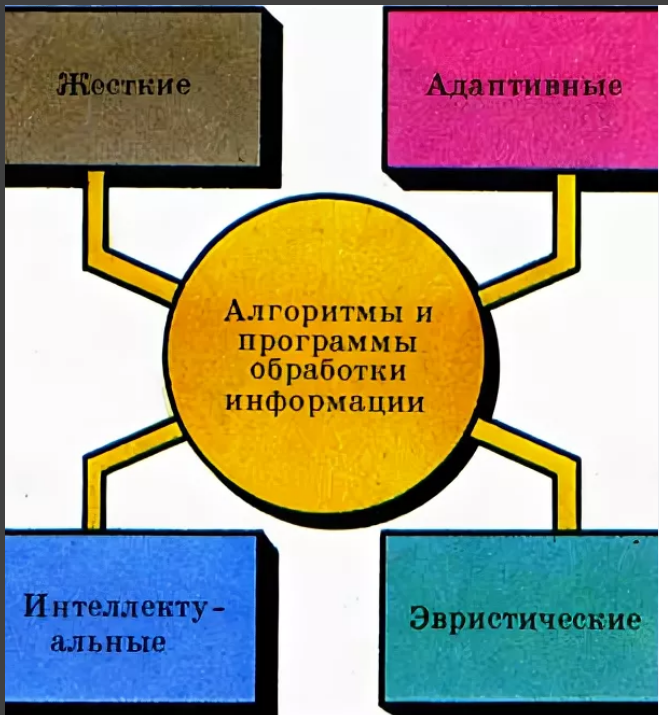 Жесткие
Адаптивные
Алгоритмы и
программы
обработки
информации
Интеллекту-
альные
Эвристические